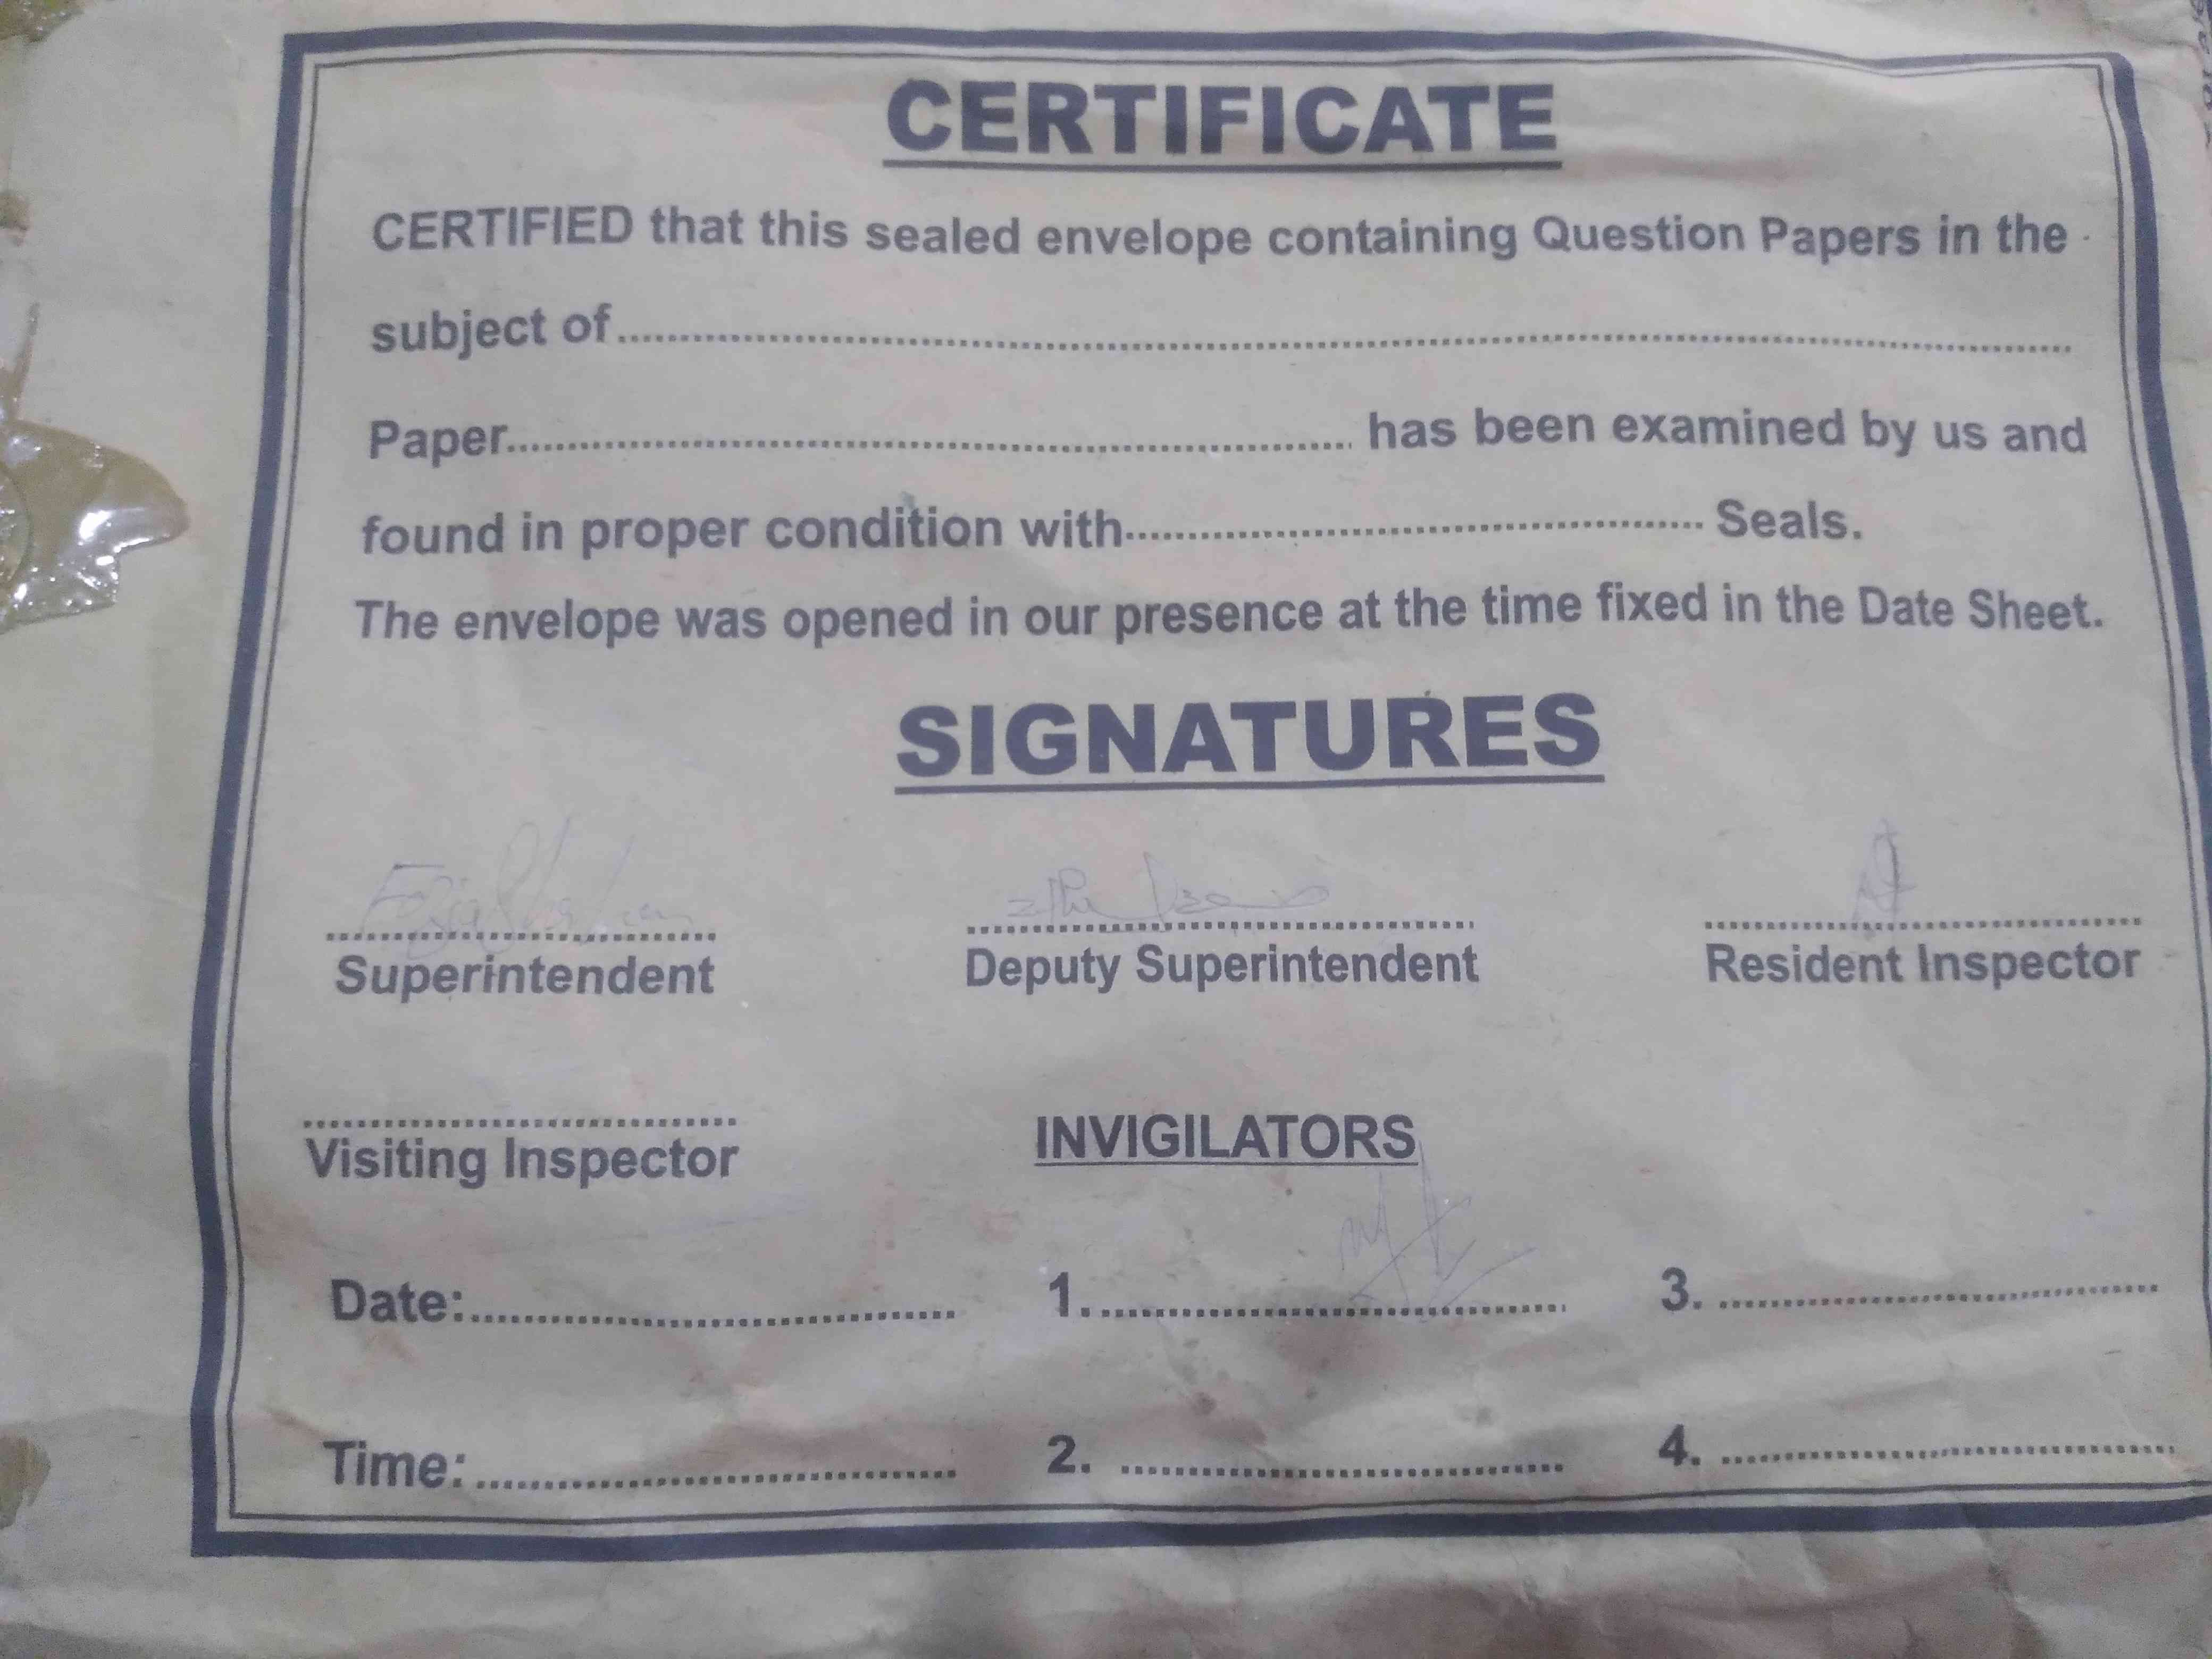 CERTIFICATE
CERTIFIED that this sealed envelope containing Question Papers in the
subject of........................................
Paper........................................ has been examined by us and
found in proper condition with........................................ Seals.
The envelope was opened in our presence at the time fixed in the Date Sheet.
SIGNATURES
Superintendent Deputy Superintendent Resident Inspector
Visiting Inspector INVIGILATORS
Date:.............................. 1............................... 3...............................
Time:.............................. 2. .............................. 4. ..............................